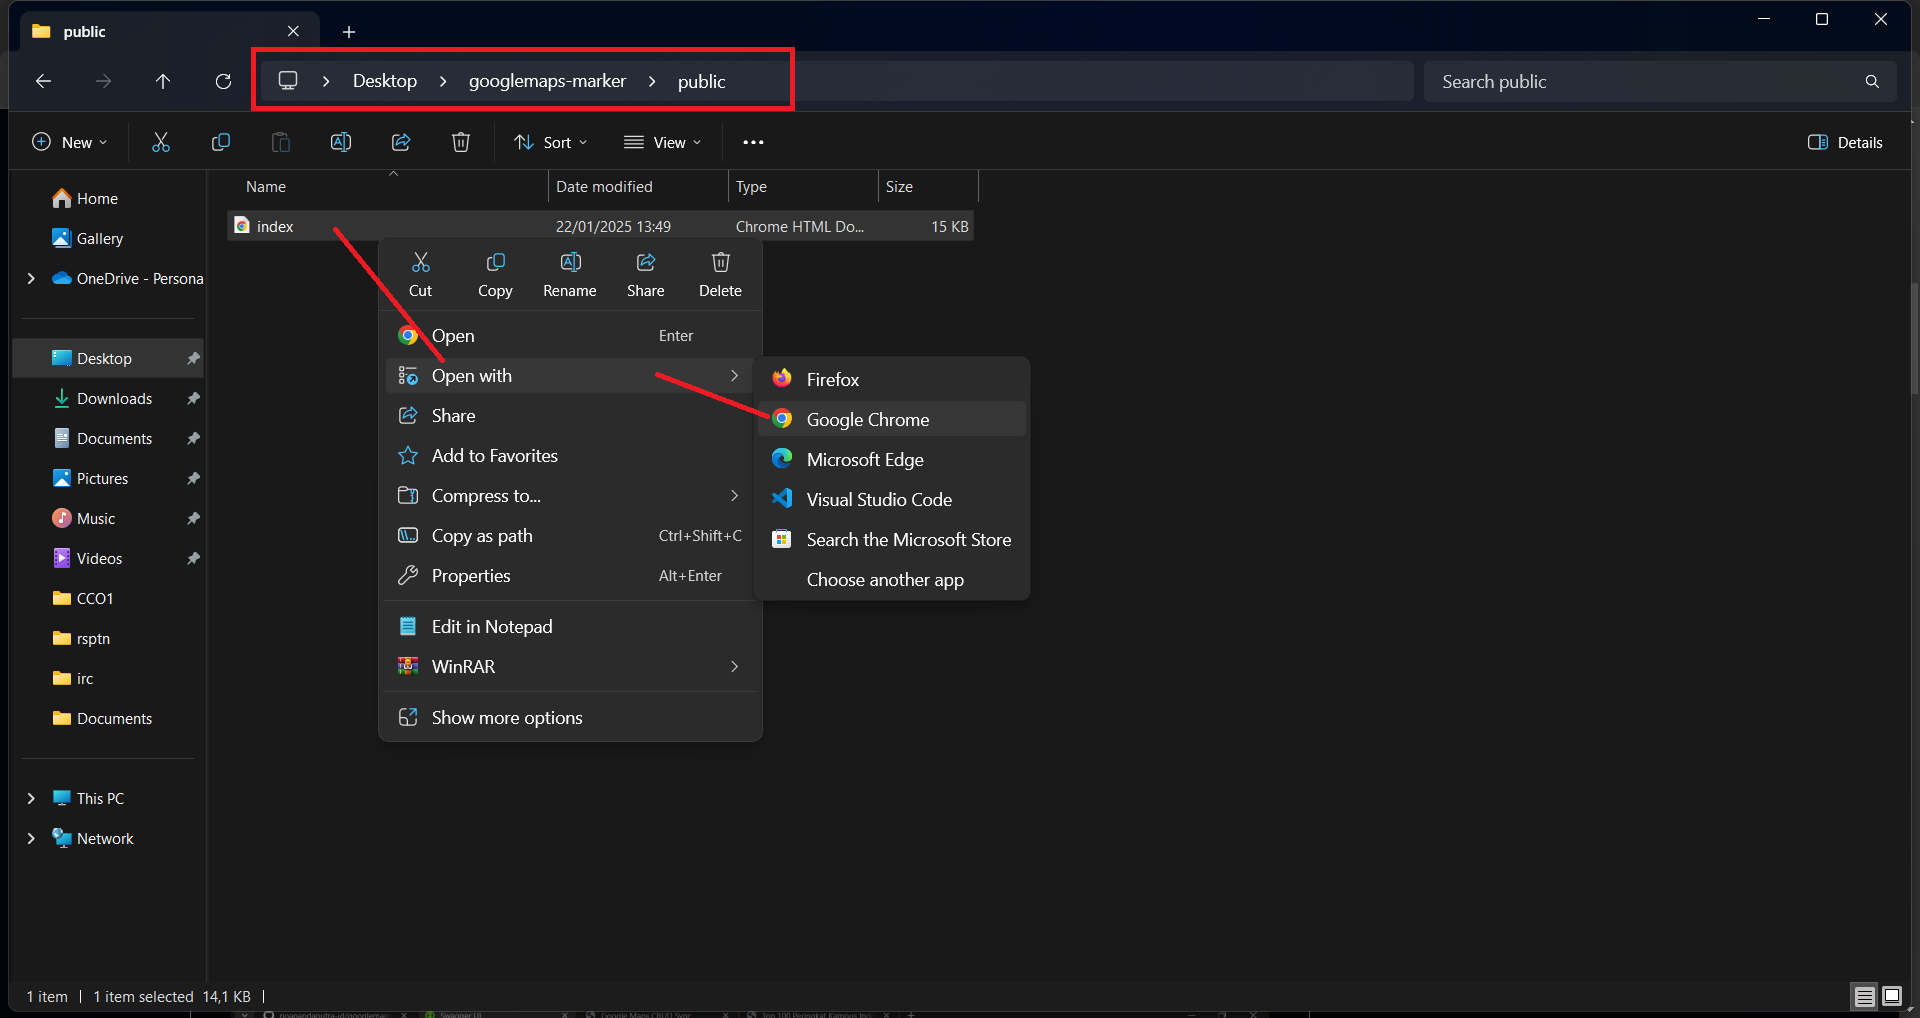 public
Desktop > googlemaps-marker > public
Search public
New
Sort
View
Details
Name
Date modified
Type
Size
index
22/01/2025 13:49
Chrome HTML Do...
15 KB
Home
Gallery
OneDrive - Persona
Desktop
Downloads
Documents
Pictures
Music
Videos
CCO1
rsptn
irc
Documents
This PC
Network
Cut
Copy
Rename
Share
Delete
Open Enter
Open with
Share
Add to Favorites
Compress to...
Copy as path Ctrl+Shift+C
Properties Alt+Enter
Edit in Notepad
WinRAR
Show more options
Firefox
Google Chrome
Microsoft Edge
Visual Studio Code
Search the Microsoft Store
Choose another app
1 item
1 item selected 14,1 KB